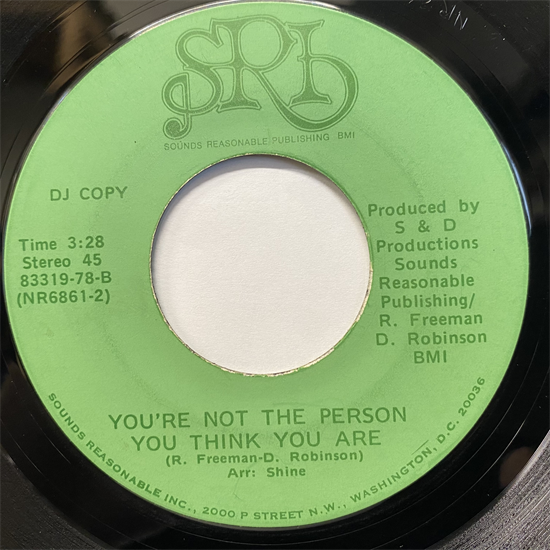 SRI
SOUNDS REASONABLE PUBLISHING BMI
DJ COPY
Time 3:28
Stereo 45
83319-78-B
(NR6861-2)
Produced by
S & D
Productions
Sounds
Reasonable
Publishing/
R. Freeman
D. Robinson
BMI
YOU'RE NOT THE PERSON
YOU THINK YOU ARE
(R. Freeman-D. Robinson)
Arr: Shine
SOUNDS REASONABLE INC., 2000 P STREET N.W., WASHINGTON, D.C. 20036